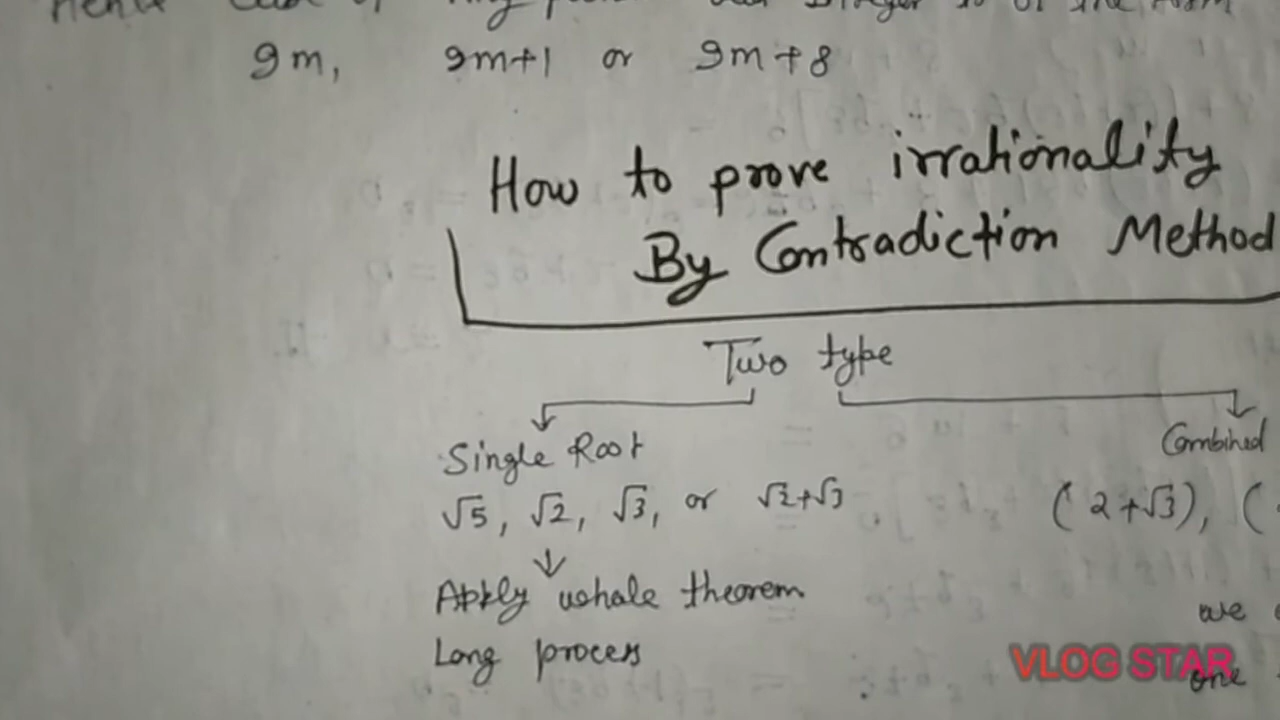 Hence
9m, 9m+1 or 9m+8
How to prove irrationality
By Contradiction Method
Two type
Single Root
Combined
√5, √2, √3, or √2+√3
(2+√3), (
Apply whole theorem
Long process
we
one
VLOG STAR